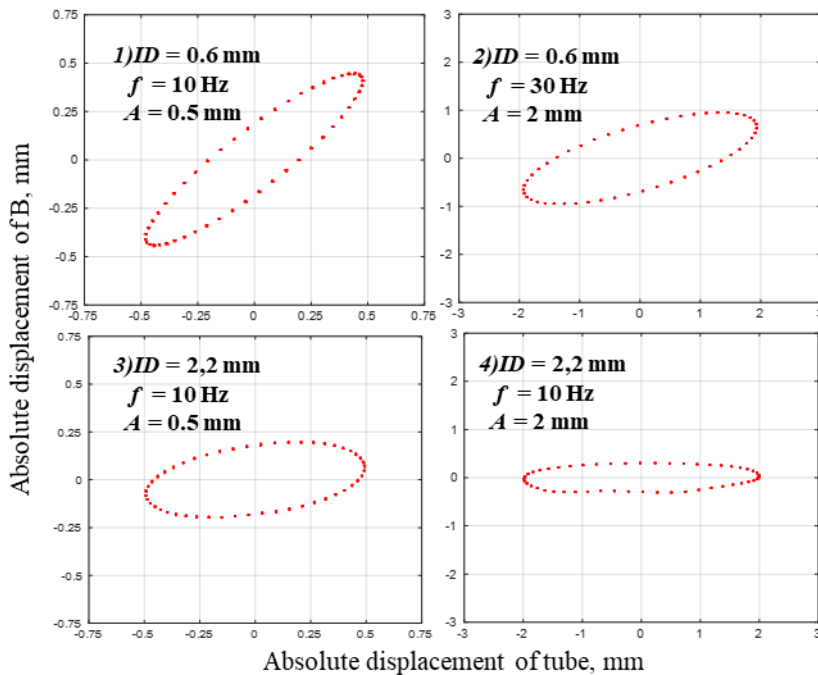 Absolute displacement of B, mm
1)ID = 0.6 mm
f = 10 Hz
A = 0.5 mm
0.75
0.5
0.25
0
-0.25
-0.5
-0.75
-0.75 -0.5 -0.25 0 0.25 0.5 0.75
2)ID = 0.6 mm
f = 30 Hz
A = 2 mm
3
2
1
0
-1
-2
-3
-3 -2 -1 0 1 2 3
3)ID = 2,2 mm
f = 10 Hz
A = 0.5 mm
0.75
0.5
0.25
0
-0.25
-0.5
-0.75
-0.75 -0.5 -0.25 0 0.25 0.5 0.75
4)ID = 2,2 mm
f = 10 Hz
A = 2 mm
3
2
1
0
-1
-2
-3
-3 -2 -1 0 1 2 3
Absolute displacement of tube, mm